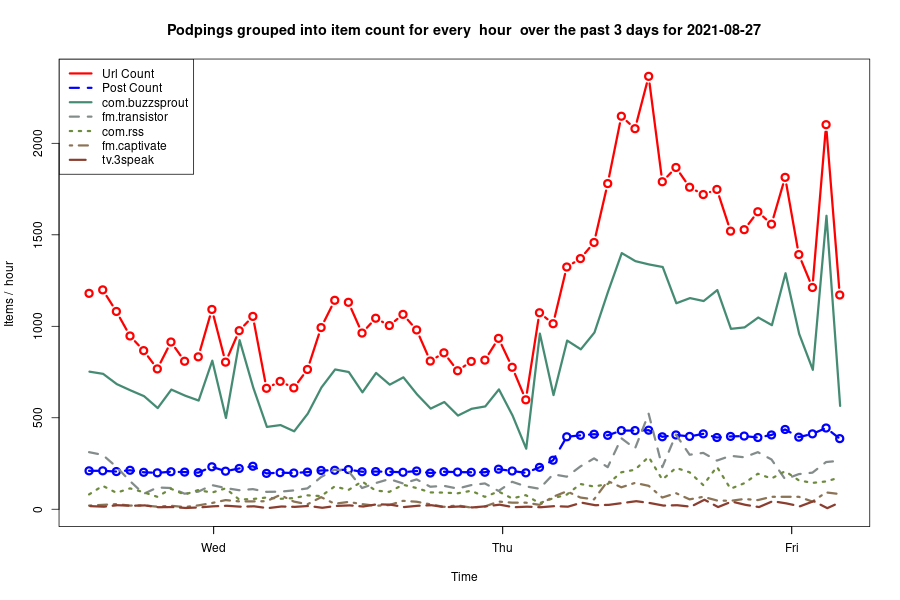 Podpings grouped into item count for every  hour  over the past 3 days for 2021-08-27
Url Count
Post Count
com.buzzsprout
fm.transistor
com.rss
fm.captivate
tv.3speak
Items /  hour
2000
1500
1000
500
0
Wed
Thu
Fri
Time